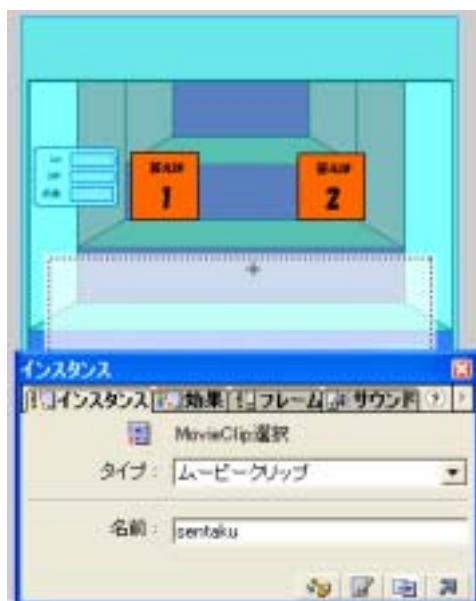 1
2
インスタンス
インスタンス 効果 フレーム サウンド ?
MovieClip選択
タイプ： ムービークリップ
名前： sentaku